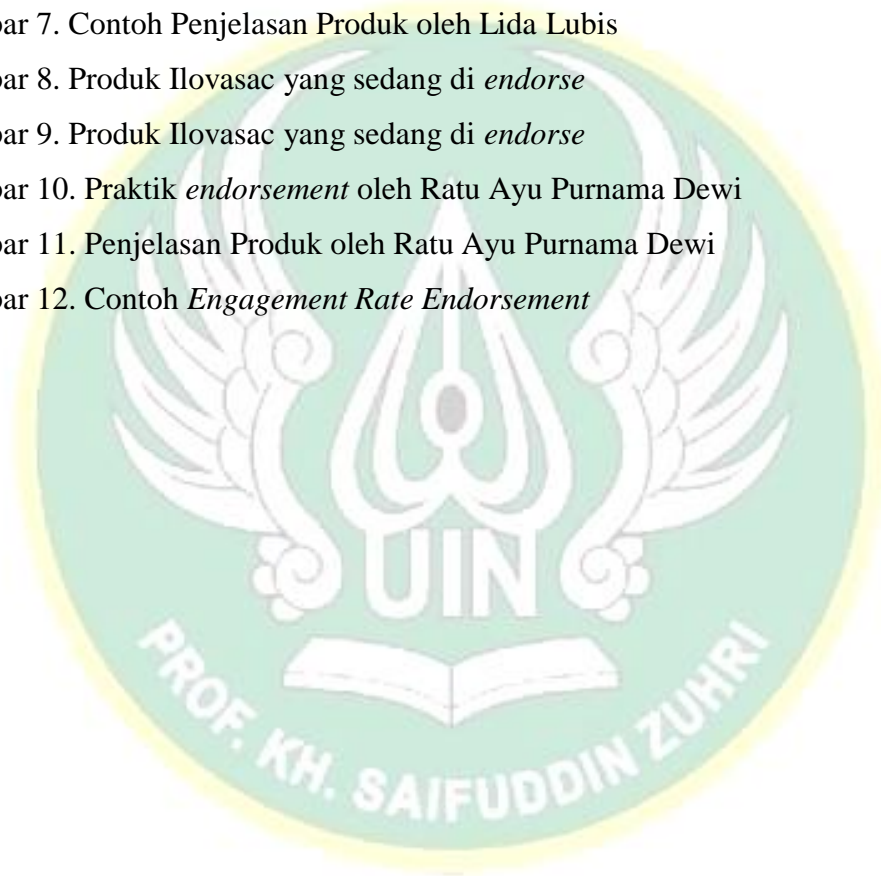 bar 7. Contoh Penjelasan Produk oleh Lida Lubis
bar 8. Produk Ilovasac yang sedang di endorse
bar 9. Produk Ilovasac yang sedang di endorse
bar 10. Praktik endorsement oleh Ratu Ayu Purnama Dewi
bar 11. Penjelasan Produk oleh Ratu Ayu Purnama Dewi
bar 12. Contoh Engagement Rate Endorsement
UIN
PROF. KH. SAIFUDDIN ZUHRI